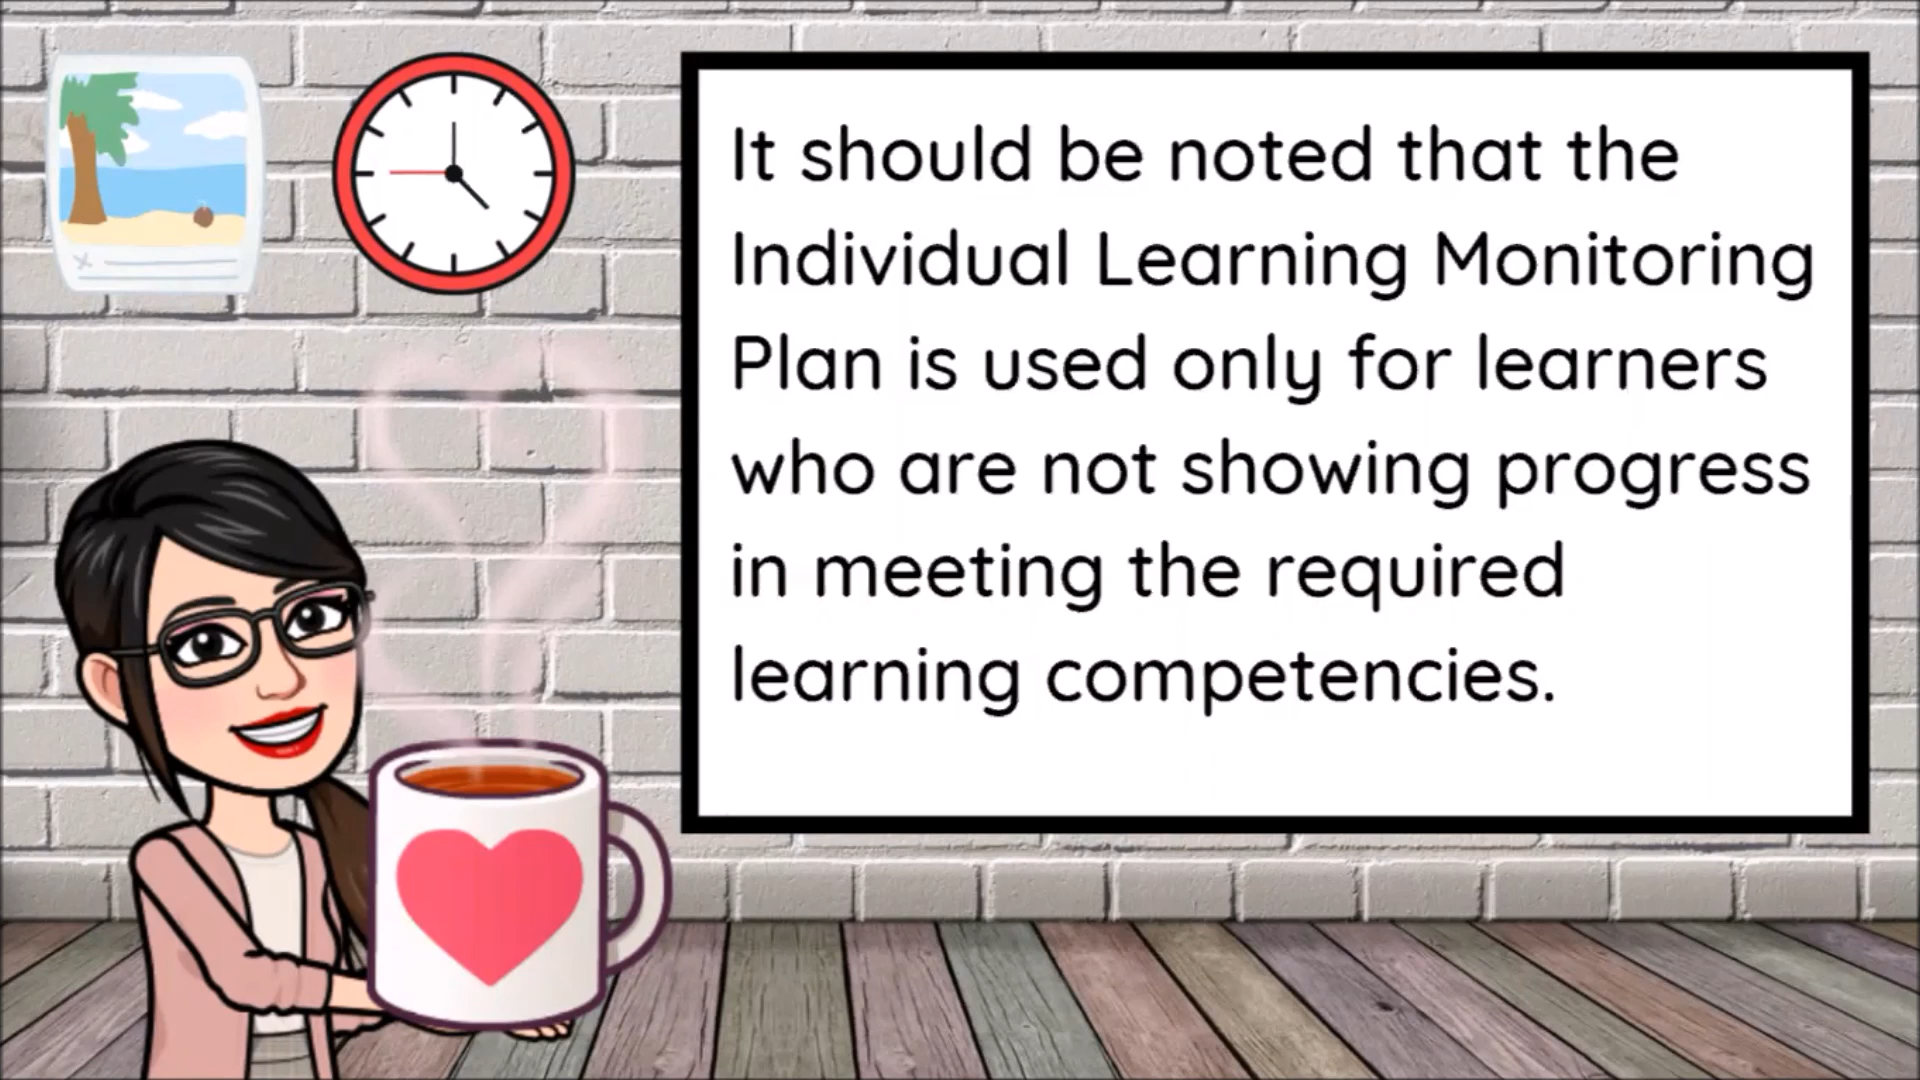 It should be noted that the
Individual Learning Monitoring
Plan is used only for learners
who are not showing progress
in meeting the required
learning competencies.